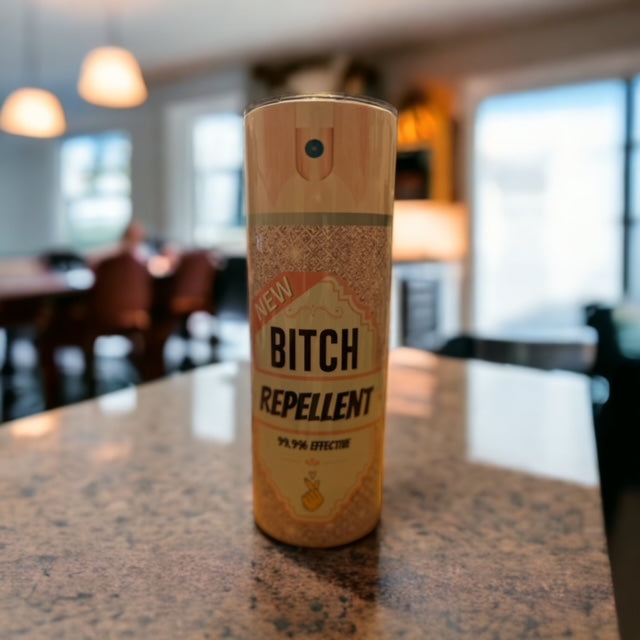 NEW
BITCH
REPELLENT
99.9% EFFECTIVE